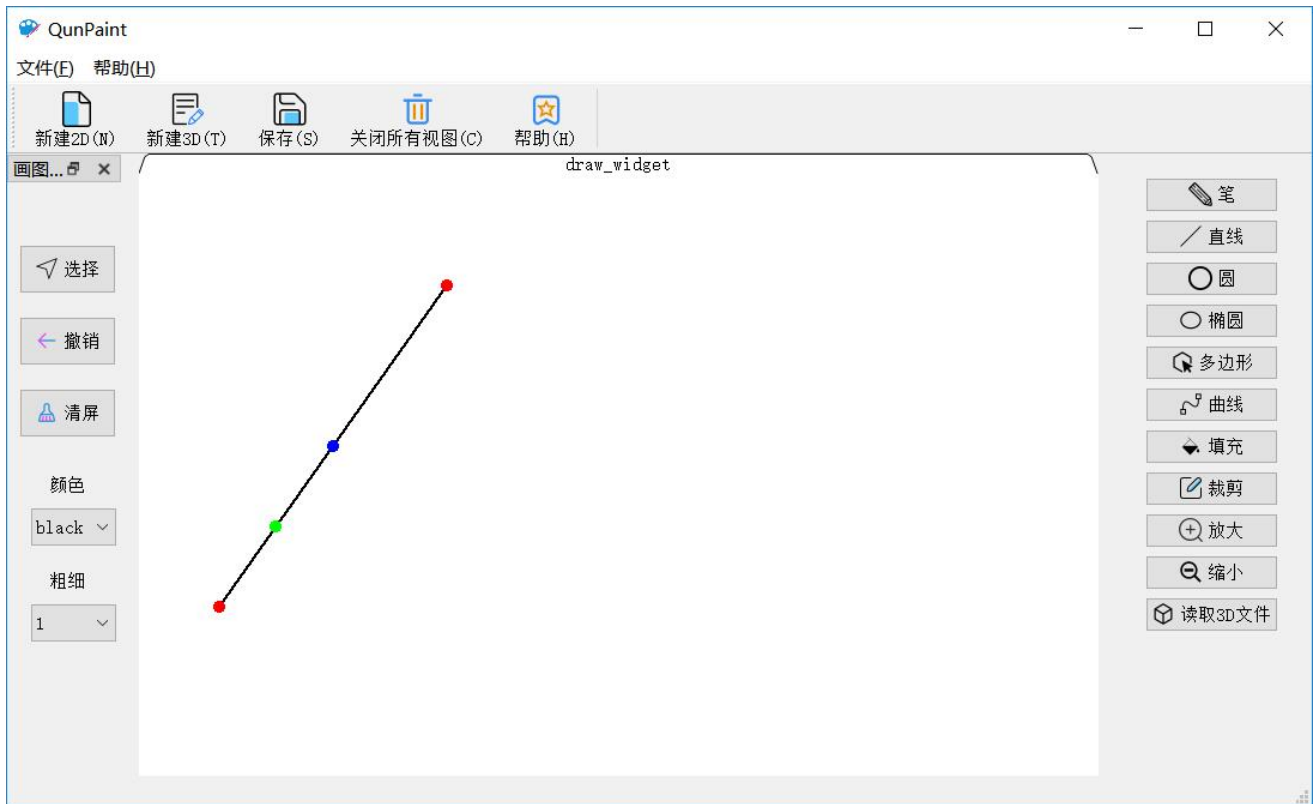 QunPaint
文件(F) 帮助(H)
新建2D(N) 新建3D(T) 保存(S) 关闭所有视图(C) 帮助(H)
画图...
draw_widget
笔
直线
选择
圆
椭圆
撤销
多边形
曲线
清屏
填充
颜色
裁剪
black
放大
粗细
缩小
1
读取3D文件